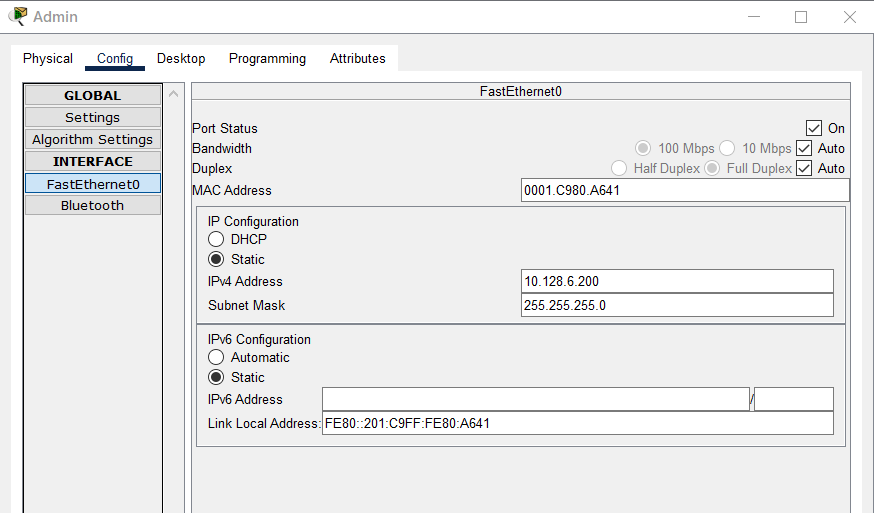 Admin
Physical Config Desktop Programming Attributes
GLOBAL
Settings
Algorithm Settings
INTERFACE
FastEthernet0
Bluetooth
FastEthernet0
Port Status On
Bandwidth 100 Mbps 10 Mbps Auto
Duplex Half Duplex Full Duplex Auto
MAC Address 0001.C980.A641
IP Configuration
DHCP
Static
IPv4 Address 10.128.6.200
Subnet Mask 255.255.255.0
IPv6 Configuration
Automatic
Static
IPv6 Address /
Link Local Address: FE80::201:C9FF:FE80:A641